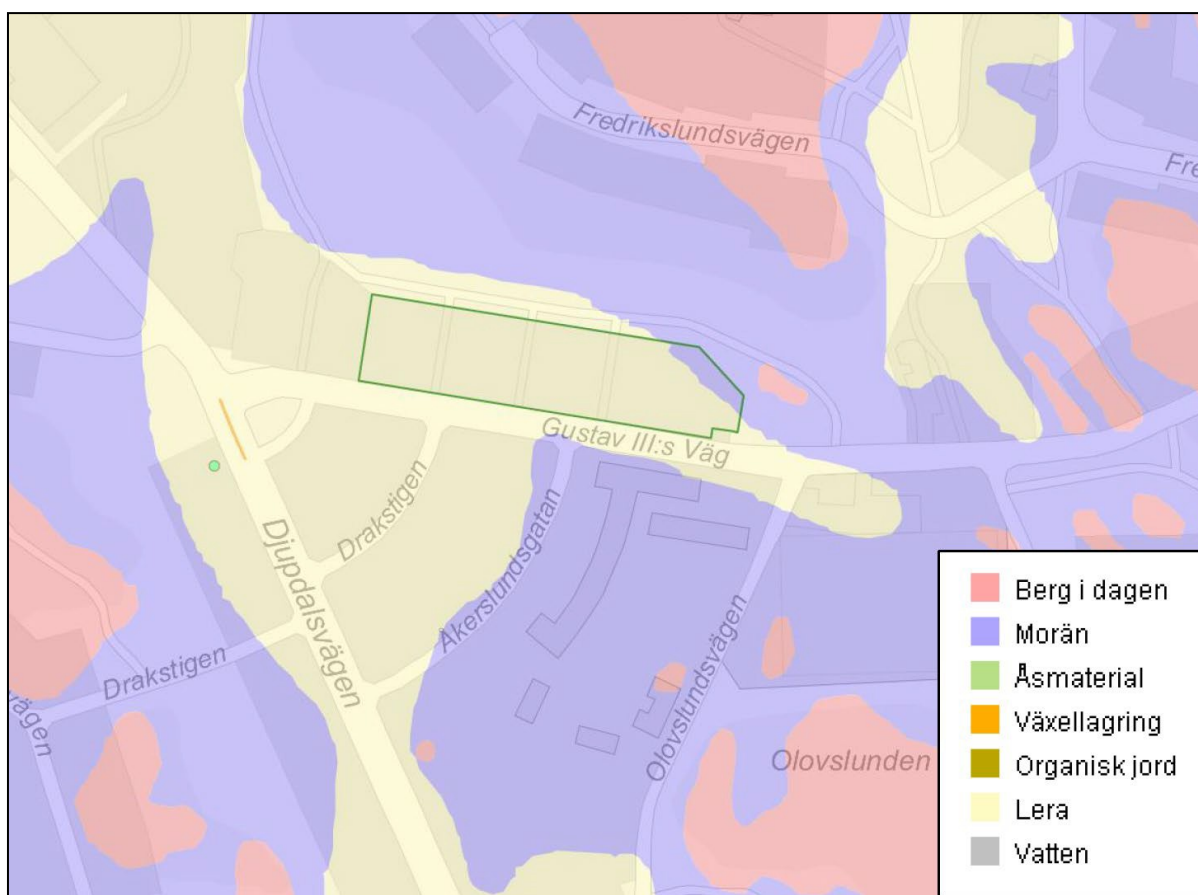 Fredrikslundsvägen
Fre
Gustav III:s Väg
Drakstigen
Djupdalsvägen
Åkerslundsgatan
Olovslundsvägen
Drakstigen
vägen
Olovslunden
Berg i dagen
Morän
Åsmaterial
Växellagring
Organisk jord
Lera
Vatten